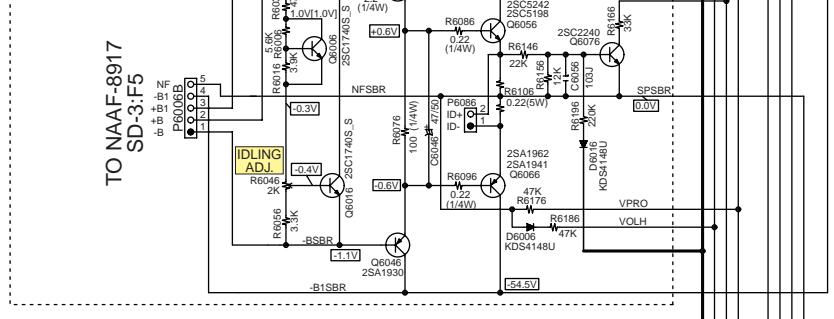 TO NAAF-8917
SD-3:F5
P6006B
NF 5
-B1 4
+B1 3
+B 2
-B 1
1.0V[1.0V]
R6006
5.6K
R6016
3.9K
Q6006
2SC1740S_S
-0.3V
IDLING
ADJ.
R6046
2K
-0.4V
Q6016
2SC1740S_S
R6056
3.3K
-BSBR
-1.1V
Q6046
2SA1930
-B1SBR
2.2
(1/4W)
+0.6V
R6086
0.22
(1/4W)
2SC5242
2SC5198
Q6056
NFSBR
R6076
100 (1/4W)
C6046
47/50
P6086
ID+ 2
ID- 1
R6106
0.22(5W)
R6146
22K
R6156
12K
C6056
103J
2SC2240
Q6076
R6166
33K
SPSBR
0.0V
R6196
220K
D6016
KDS4148U
-0.6V
R6096
0.22
(1/4W)
2SA1962
2SA1941
Q6066
47K
R6176
VPRO
R6186
47K
VOLH
D6006
KDS4148U
-54.5V